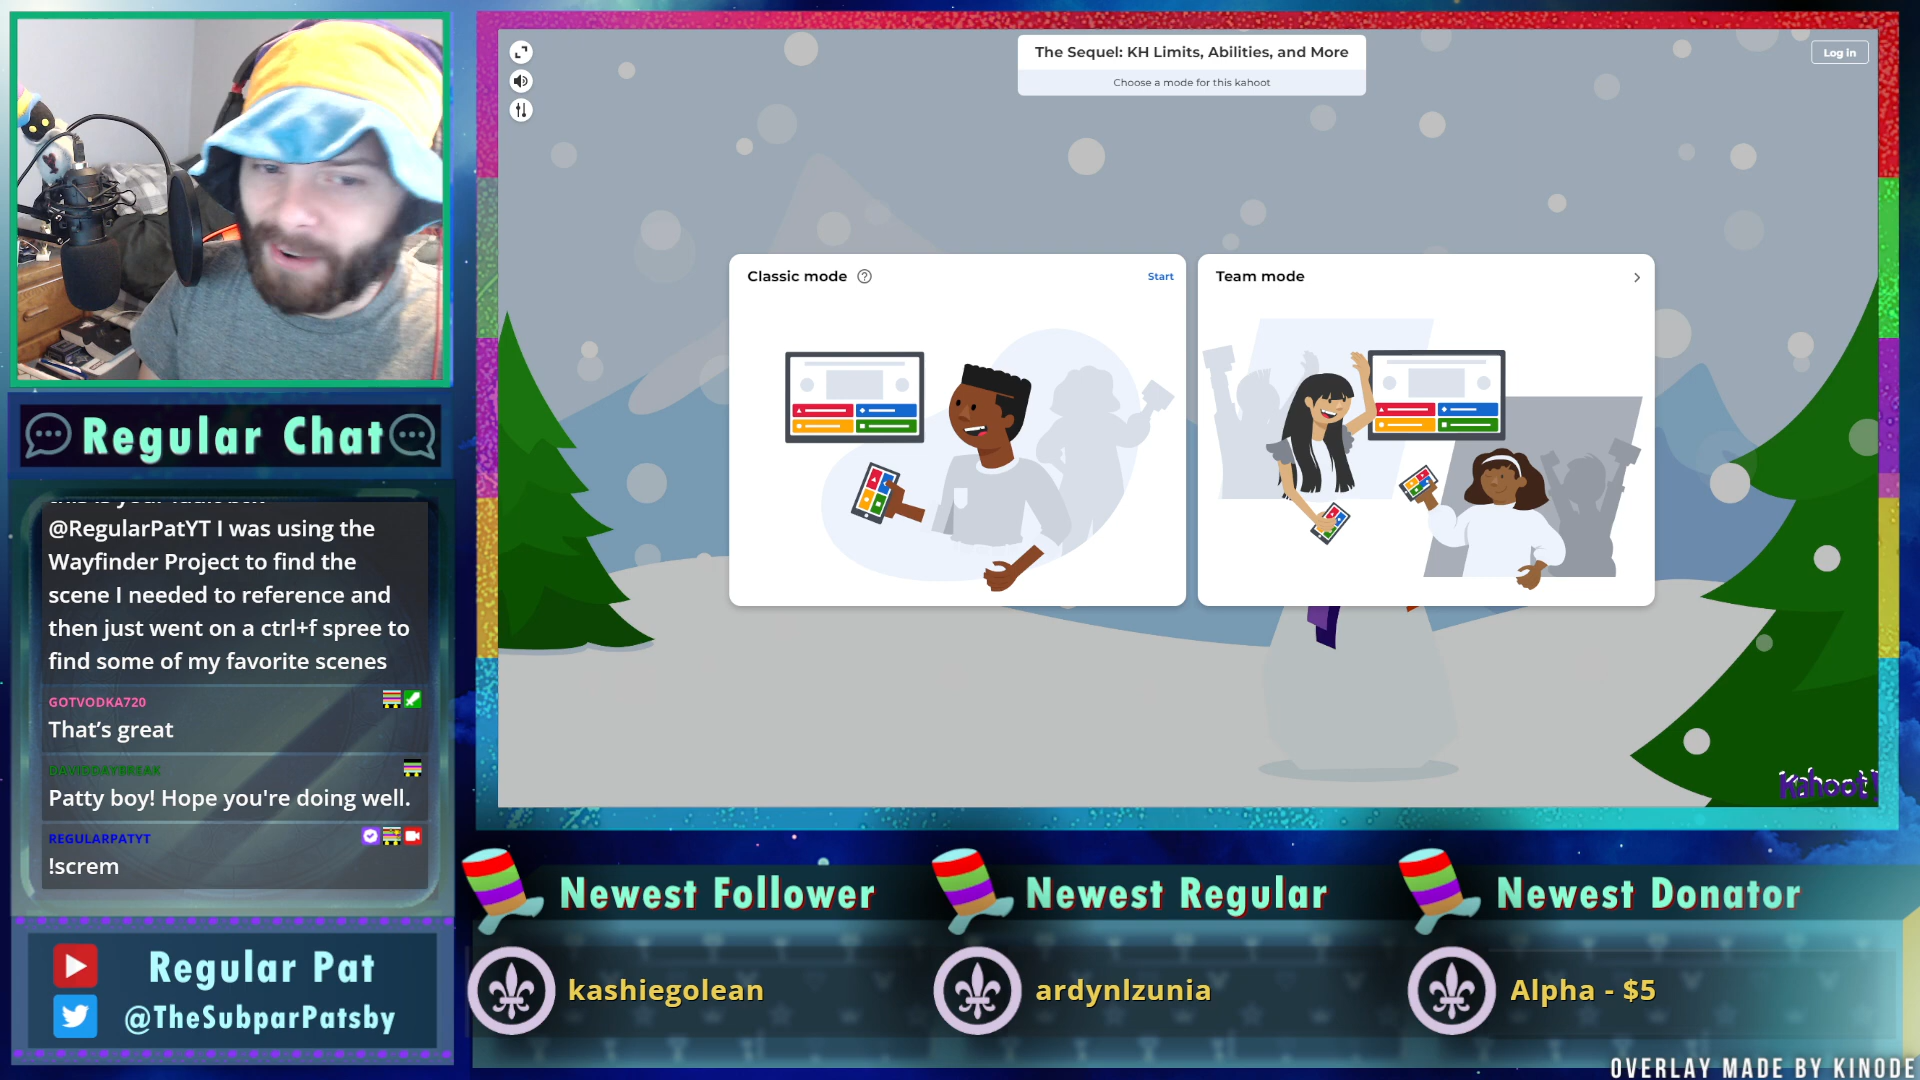 The Sequel: KH Limits, Abilities, and More
Choose a mode for this kahoot
Log in
Classic mode
Start
Team mode
Kahoot!
Regular Chat
@RegularPatYT I was using the
Wayfinder Project to find the
scene I needed to reference and
then just went on a ctrl+f spree to
find some of my favorite scenes
GOTVODKA720
That's great
DAVIDDAYBREAK
Patty boy! Hope you're doing well.
REGULARPATYT
!screm
Regular Pat
@TheSubparPatsby
Newest Follower
kashiegolean
Newest Regular
ardynlzunia
Newest Donator
Alpha - $5
OVERLAY MADE BY KINODE